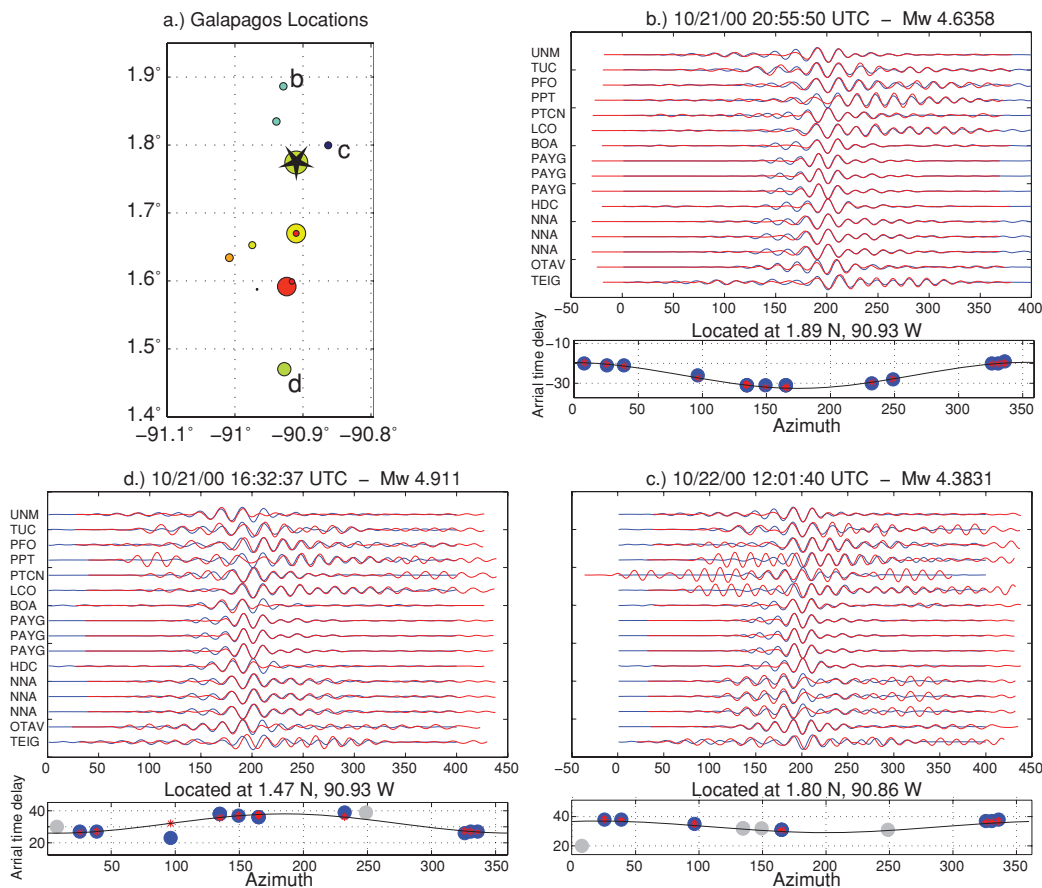 a.) Galapagos Locations
1.9°
1.8°
1.7°
1.6°
1.5°
1.4°
b
c
d
−91.1° −91° −90.9° −90.8°
b.) 10/21/00 20:55:50 UTC − Mw 4.6358
UNM
TUC
PFO
PPT
PTCN
LCO
BOA
PAYG
PAYG
PAYG
HDC
NNA
NNA
NNA
OTAV
TEIG
−50 0 50 100 150 200 250 300 350 400
Located at 1.89 N, 90.93 W
Arrial time delay
−10
−30
0 50 100 150 200 250 300 350
Azimuth
d.) 10/21/00 16:32:37 UTC − Mw 4.911
UNM
TUC
PFO
PPT
PTCN
LCO
BOA
PAYG
PAYG
PAYG
HDC
NNA
NNA
NNA
OTAV
TEIG
0 50 100 150 200 250 300 350 400 450
Located at 1.47 N, 90.93 W
Arrial time delay
40
20
0 50 100 150 200 250 300 350
Azimuth
c.) 10/22/00 12:01:40 UTC − Mw 4.3831
−50 0 50 100 150 200 250 300 350 400 450
Located at 1.80 N, 90.86 W
40
20
0 50 100 150 200 250 300 350
Azimuth